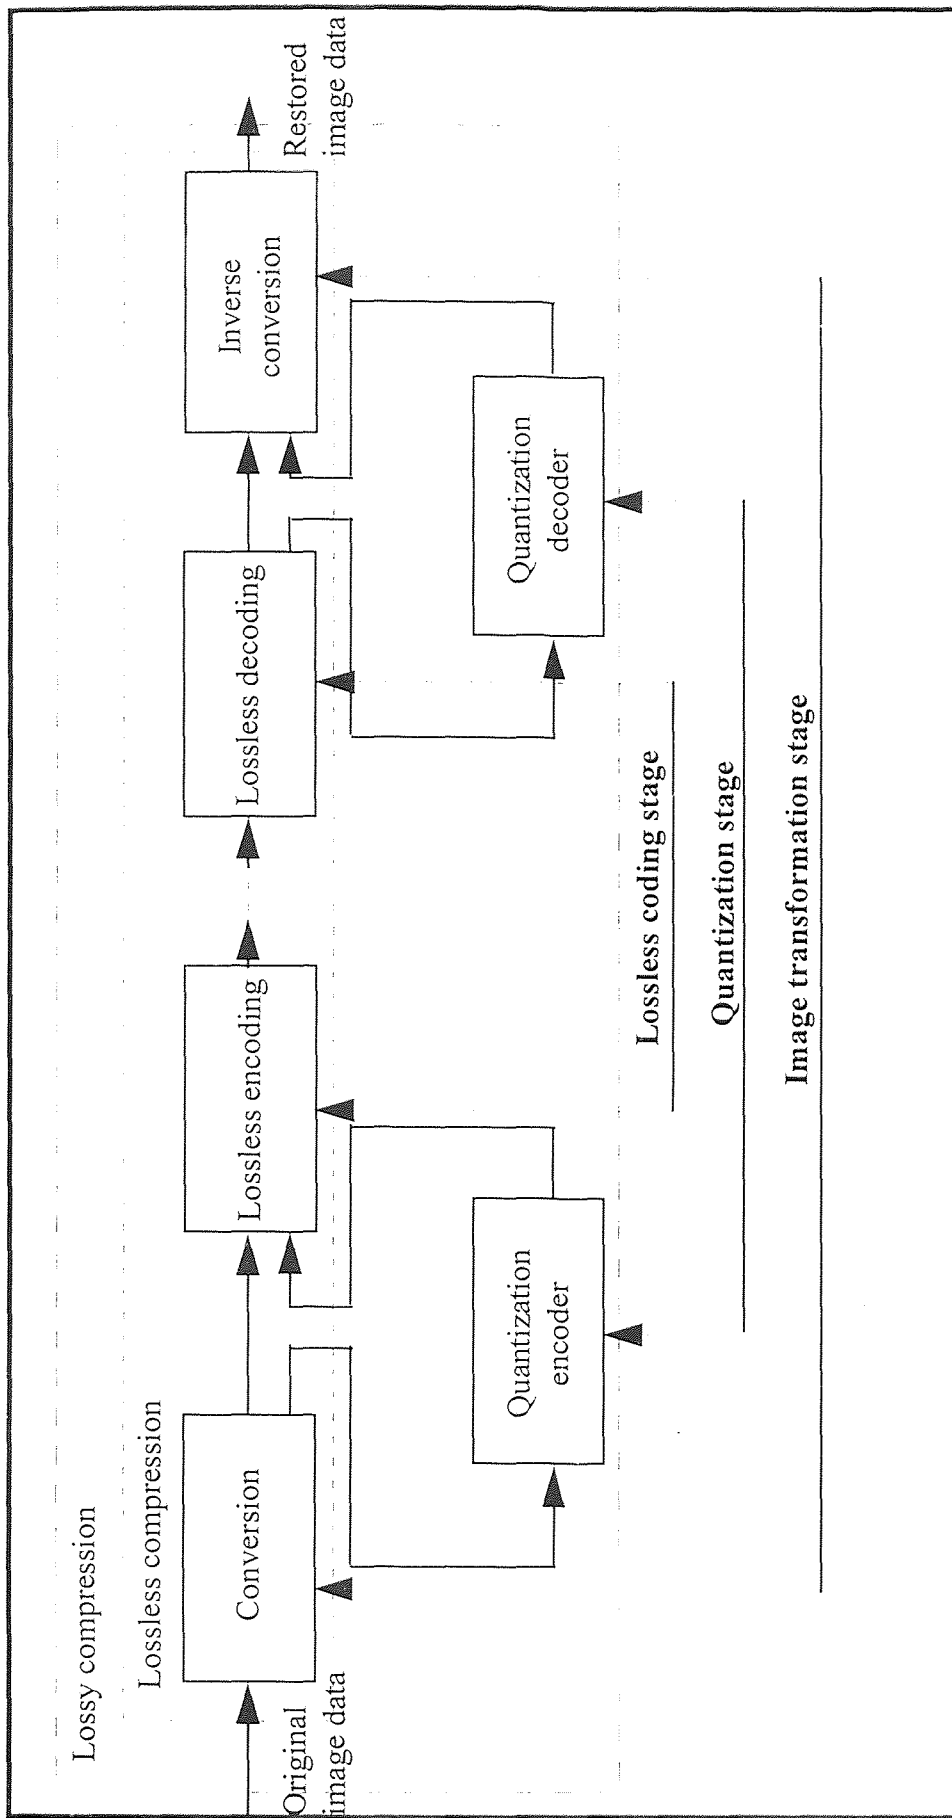 Lossy compression
Lossless compression
Original
image data
Conversion
Lossless encoding
Lossless decoding
Inverse
conversion
Restored
image data
Quantization
encoder
Quantization
decoder
Lossless coding stage
Quantization stage
Image transformation stage